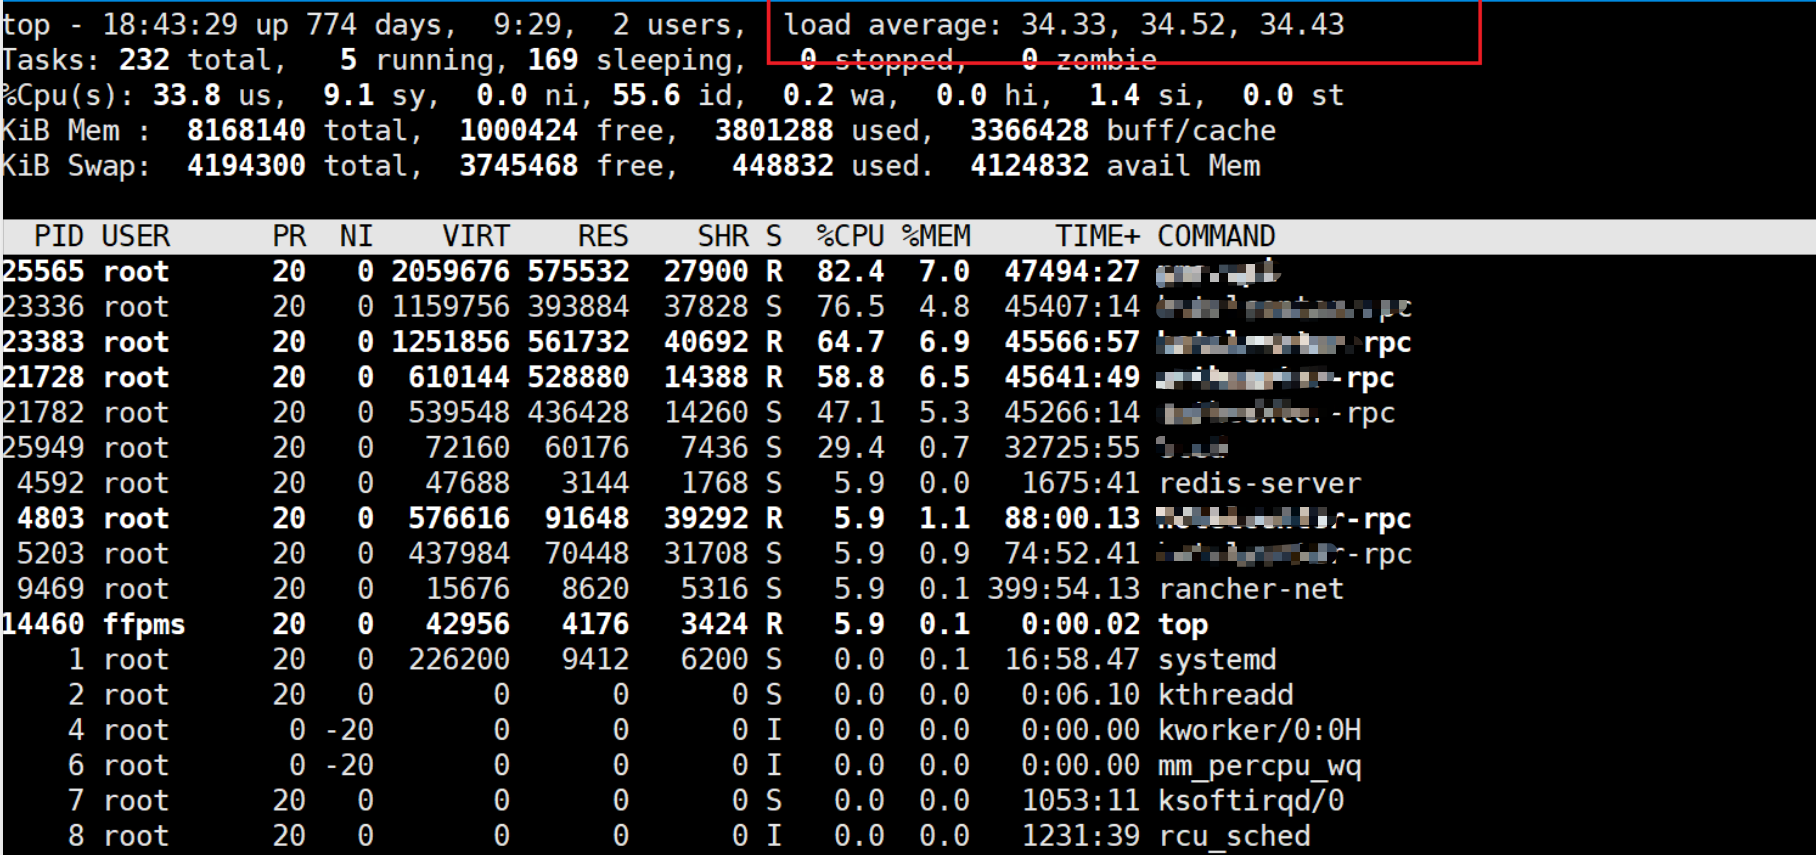 top - 18:43:29 up 774 days,  9:29,  2 users,  load average: 34.33, 34.52, 34.43
Tasks: 232 total,   5 running, 169 sleeping,   0 stopped,   0 zombie
%Cpu(s): 33.8 us,  9.1 sy,  0.0 ni, 55.6 id,  0.2 wa,  0.0 hi,  1.4 si,  0.0 st
KiB Mem :  8168140 total,  1000424 free,  3801288 used,  3366428 buff/cache
KiB Swap:  4194300 total,  3745468 free,   448832 used.  4124832 avail Mem
PID USER PR NI VIRT RES SHR S %CPU %MEM TIME+ COMMAND
25565 root 20 0 2059676 575532 27900 R 82.4 7.0 47494:27
23336 root 20 0 1159756 393884 37828 S 76.5 4.8 45407:14
23383 root 20 0 1251856 561732 40692 R 64.7 6.9 45566:57 rpc
21728 root 20 0 610144 528880 14388 R 58.8 6.5 45641:49 -rpc
21782 root 20 0 539548 436428 14260 S 47.1 5.3 45266:14 -rpc
25949 root 20 0 72160 60176 7436 S 29.4 0.7 32725:55
4592 root 20 0 47688 3144 1768 S 5.9 0.0 1675:41 redis-server
4803 root 20 0 576616 91648 39292 R 5.9 1.1 88:00.13 -rpc
5203 root 20 0 437984 70448 31708 S 5.9 0.9 74:52.41 -rpc
9469 root 20 0 15676 8620 5316 S 5.9 0.1 399:54.13 rancher-net
14460 ffpms 20 0 42956 4176 3424 R 5.9 0.1 0:00.02 top
1 root 20 0 226200 9412 6200 S 0.0 0.1 16:58.47 systemd
2 root 20 0 0 0 0 S 0.0 0.0 0:06.10 kthreadd
4 root 0 -20 0 0 0 I 0.0 0.0 0:00.00 kworker/0:0H
6 root 0 -20 0 0 0 I 0.0 0.0 0:00.00 mm_percpu_wq
7 root 20 0 0 0 0 S 0.0 0.0 1053:11 ksoftirqd/0
8 root 20 0 0 0 0 I 0.0 0.0 1231:39 rcu_sched